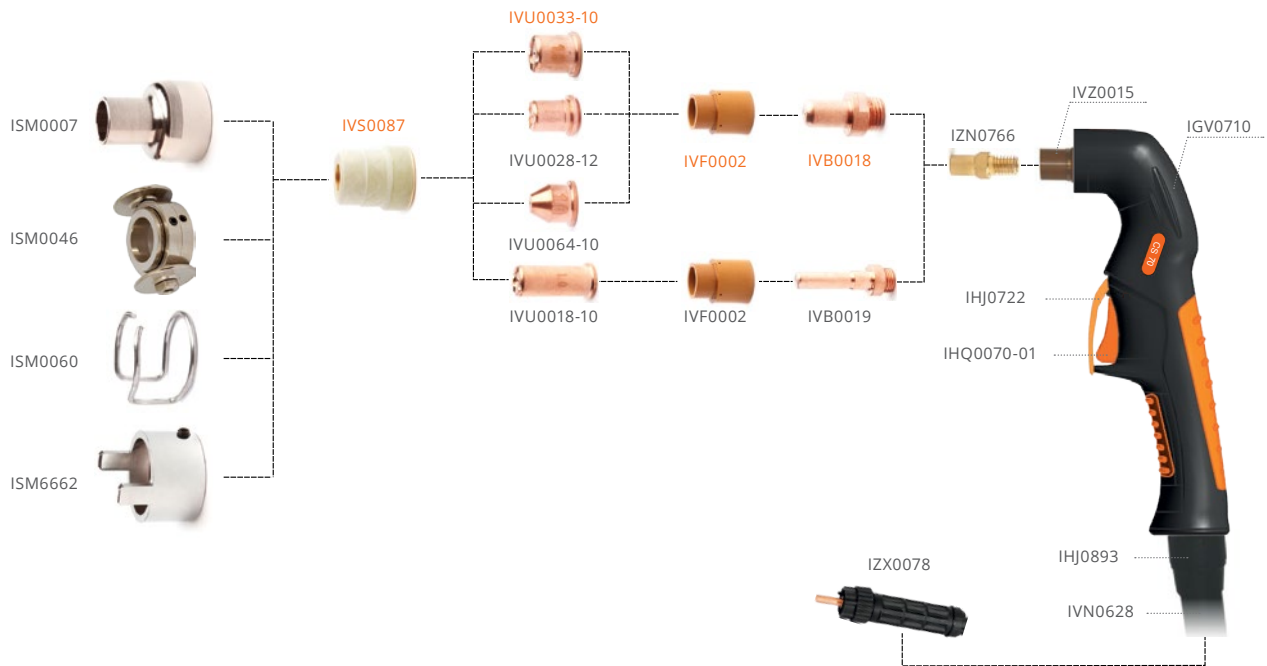 IVU0033-10
ISM0007
IVS0087
IVU0028-12
IVF0002
IVB0018
IZN0766
IVZ0015
IGV0710
ISM0046
IVU0064-10
CS 70
IVU0018-10
IVF0002
IVB0019
IHJ0722
ISM0060
IHQ0070-01
ISM6662
IZX0078
IHJ0893
IVN0628